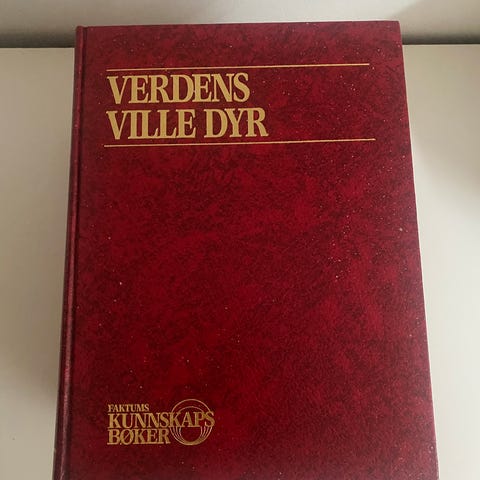 VERDENS
VILLE DYR
FAKTUMS
KUNNSKAPS
BØKER